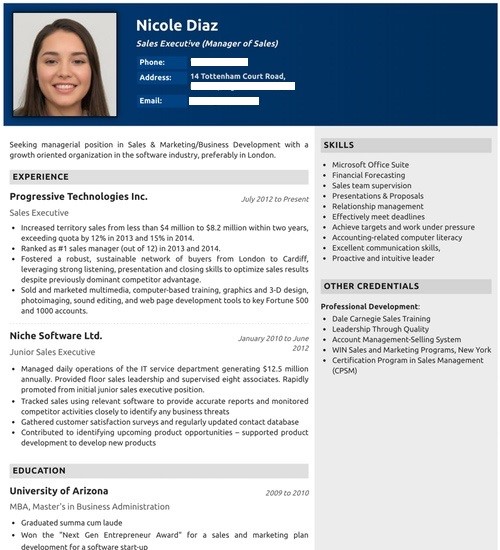 Nicole Diaz
Sales Executive (Manager of Sales)
Phone:
Address: 14 Tottenham Court Road,
Email:
Seeking managerial position in Sales & Marketing/Business Development with a
growth oriented organization in the software industry, preferably in London.
EXPERIENCE
Progressive Technologies Inc. July 2012 to Present
Sales Executive
• Increased territory sales from less than $4 million to $8.2 million within two years,
exceeding quota by 12% in 2013 and 15% in 2014.
• Ranked as #1 sales manager (out of 12) in 2013 and 2014.
• Fostered a robust, sustainable network of buyers from London to Cardiff,
leveraging strong listening, presentation and closing skills to optimize sales results
despite previously dominant competitor advantage.
• Sold and marketed multimedia, computer-based training, graphics and 3-D design,
photoimaging, sound editing, and web page development tools to key Fortune 500
and 1000 accounts.
Niche Software Ltd. January 2010 to June
2012
Junior Sales Executive
• Managed daily operations of the IT service department generating $12.5 million
annually. Provided floor sales leadership and supervised eight associates. Rapidly
promoted from initial junior sales executive position.
• Tracked sales using relevant software to provide accurate reports and monitored
competitor activities closely to identify any business threats
• Gathered customer satisfaction surveys and regularly updated contact database
• Contributed to identifying upcoming product opportunities – supported product
development to develop new products
EDUCATION
University of Arizona 2009 to 2010
MBA, Master's in Business Administration
• Graduated summa cum laude
• Won the "Next Gen Entrepreneur Award" for a sales and marketing plan
development for a software start-up
SKILLS
• Microsoft Office Suite
• Financial Forecasting
• Sales team supervision
• Presentations & Proposals
• Relationship management
• Effectively meet deadlines
• Achieve targets and work under pressure
• Accounting-related computer literacy
• Excellent communication skills,
• Proactive and intuitive leader
OTHER CREDENTIALS
Professional Development:
• Dale Carnegie Sales Training
• Leadership Through Quality
• Account Management-Selling System
• WIN Sales and Marketing Programs, New York
• Certification Program in Sales Management
(CPSM)